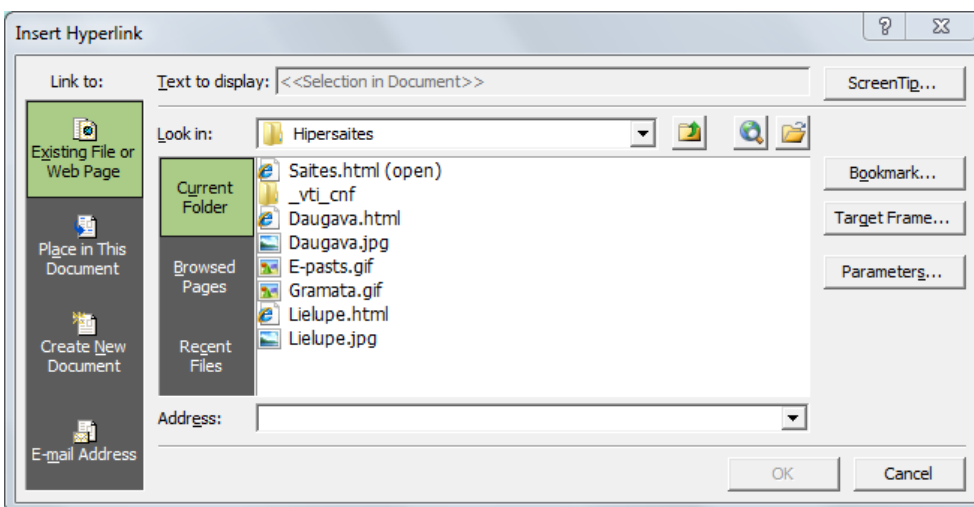 Insert Hyperlink
Link to:
Text to display:
<<Selection in Document>>
ScreenTip...
Existing File or
Web Page
Place in This
Document
Create New
Document
E-mail Address
Look in:
Hipersaites
Current
Folder
Browsed
Pages
Recent
Files
Saites.html (open)
_vti_cnf
Daugava.html
Daugava.jpg
E-pasts.gif
Gramata.gif
Lielupe.html
Lielupe.jpg
Bookmark...
Target Frame...
Parameters...
Address:
OK
Cancel